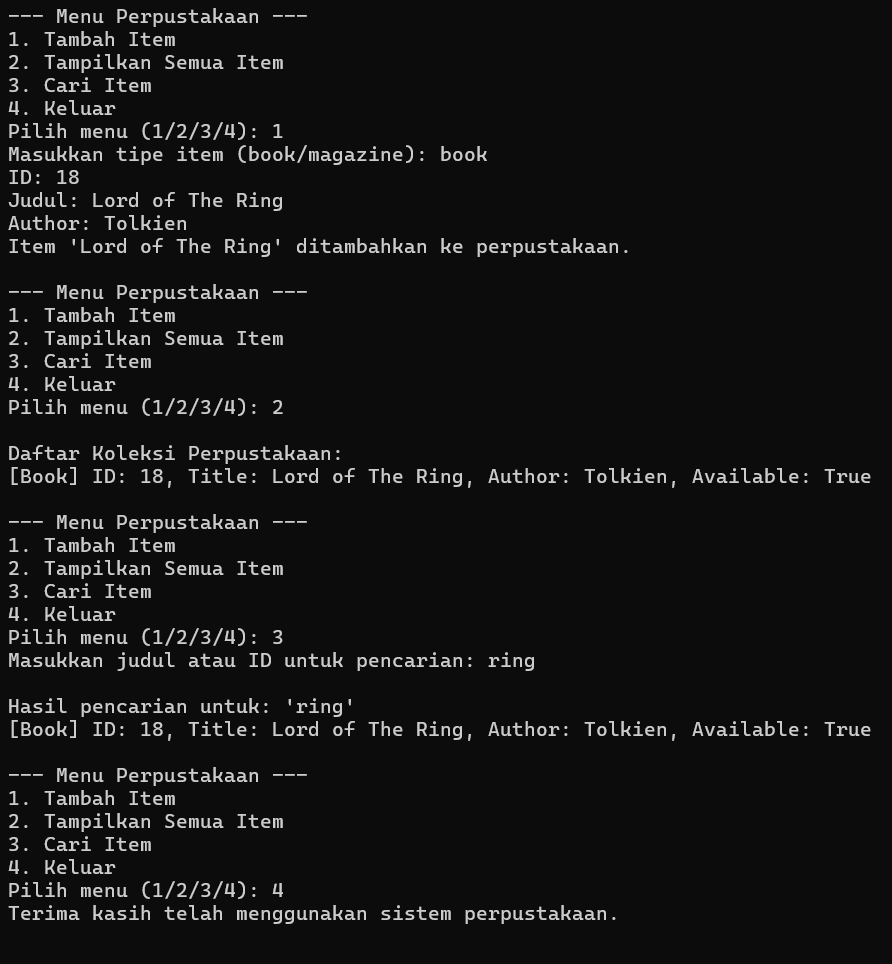 --- Menu Perpustakaan ---
1. Tambah Item
2. Tampilkan Semua Item
3. Cari Item
4. Keluar
Pilih menu (1/2/3/4): 1
Masukkan tipe item (book/magazine): book
ID: 18
Judul: Lord of The Ring
Author: Tolkien
Item 'Lord of The Ring' ditambahkan ke perpustakaan.

--- Menu Perpustakaan ---
1. Tambah Item
2. Tampilkan Semua Item
3. Cari Item
4. Keluar
Pilih menu (1/2/3/4): 2

Daftar Koleksi Perpustakaan:
[Book] ID: 18, Title: Lord of The Ring, Author: Tolkien, Available: True

--- Menu Perpustakaan ---
1. Tambah Item
2. Tampilkan Semua Item
3. Cari Item
4. Keluar
Pilih menu (1/2/3/4): 3
Masukkan judul atau ID untuk pencarian: ring

Hasil pencarian untuk: 'ring'
[Book] ID: 18, Title: Lord of The Ring, Author: Tolkien, Available: True

--- Menu Perpustakaan ---
1. Tambah Item
2. Tampilkan Semua Item
3. Cari Item
4. Keluar
Pilih menu (1/2/3/4): 4
Terima kasih telah menggunakan sistem perpustakaan.